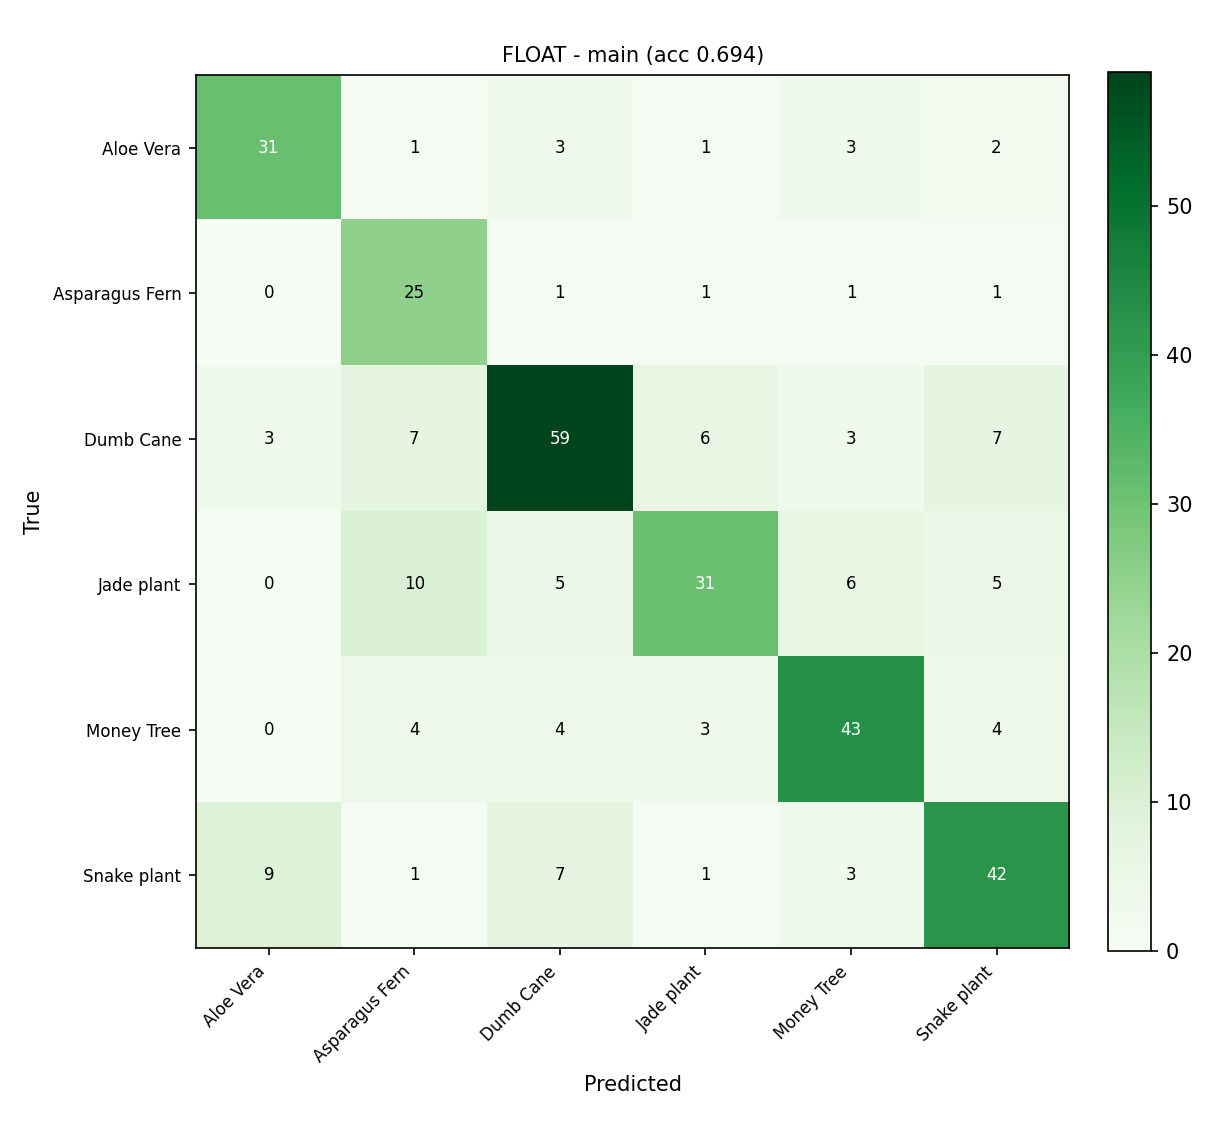 FLOAT - main (acc 0.694)
Aloe Vera 31 1 3 1 3 2
Asparagus Fern 0 25 1 1 1 1
Dumb Cane 3 7 59 6 3 7
Jade plant 0 10 5 31 6 5
Money Tree 0 4 4 3 43 4
Snake plant 9 1 7 1 3 42
True
Aloe Vera Asparagus Fern Dumb Cane Jade plant Money Tree Snake plant
Predicted
50
40
30
20
10
0